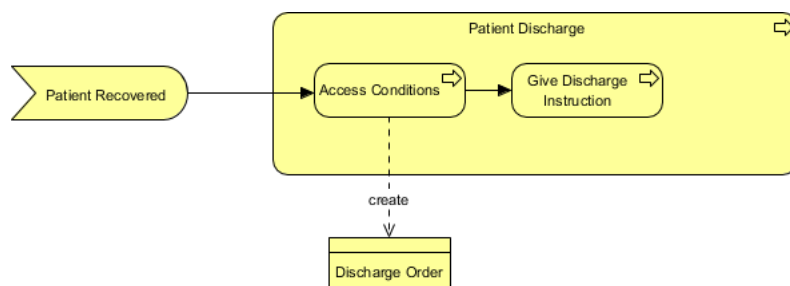 Patient Discharge
Patient Recovered
Access Conditions
Give Discharge
Instruction
create
Discharge Order